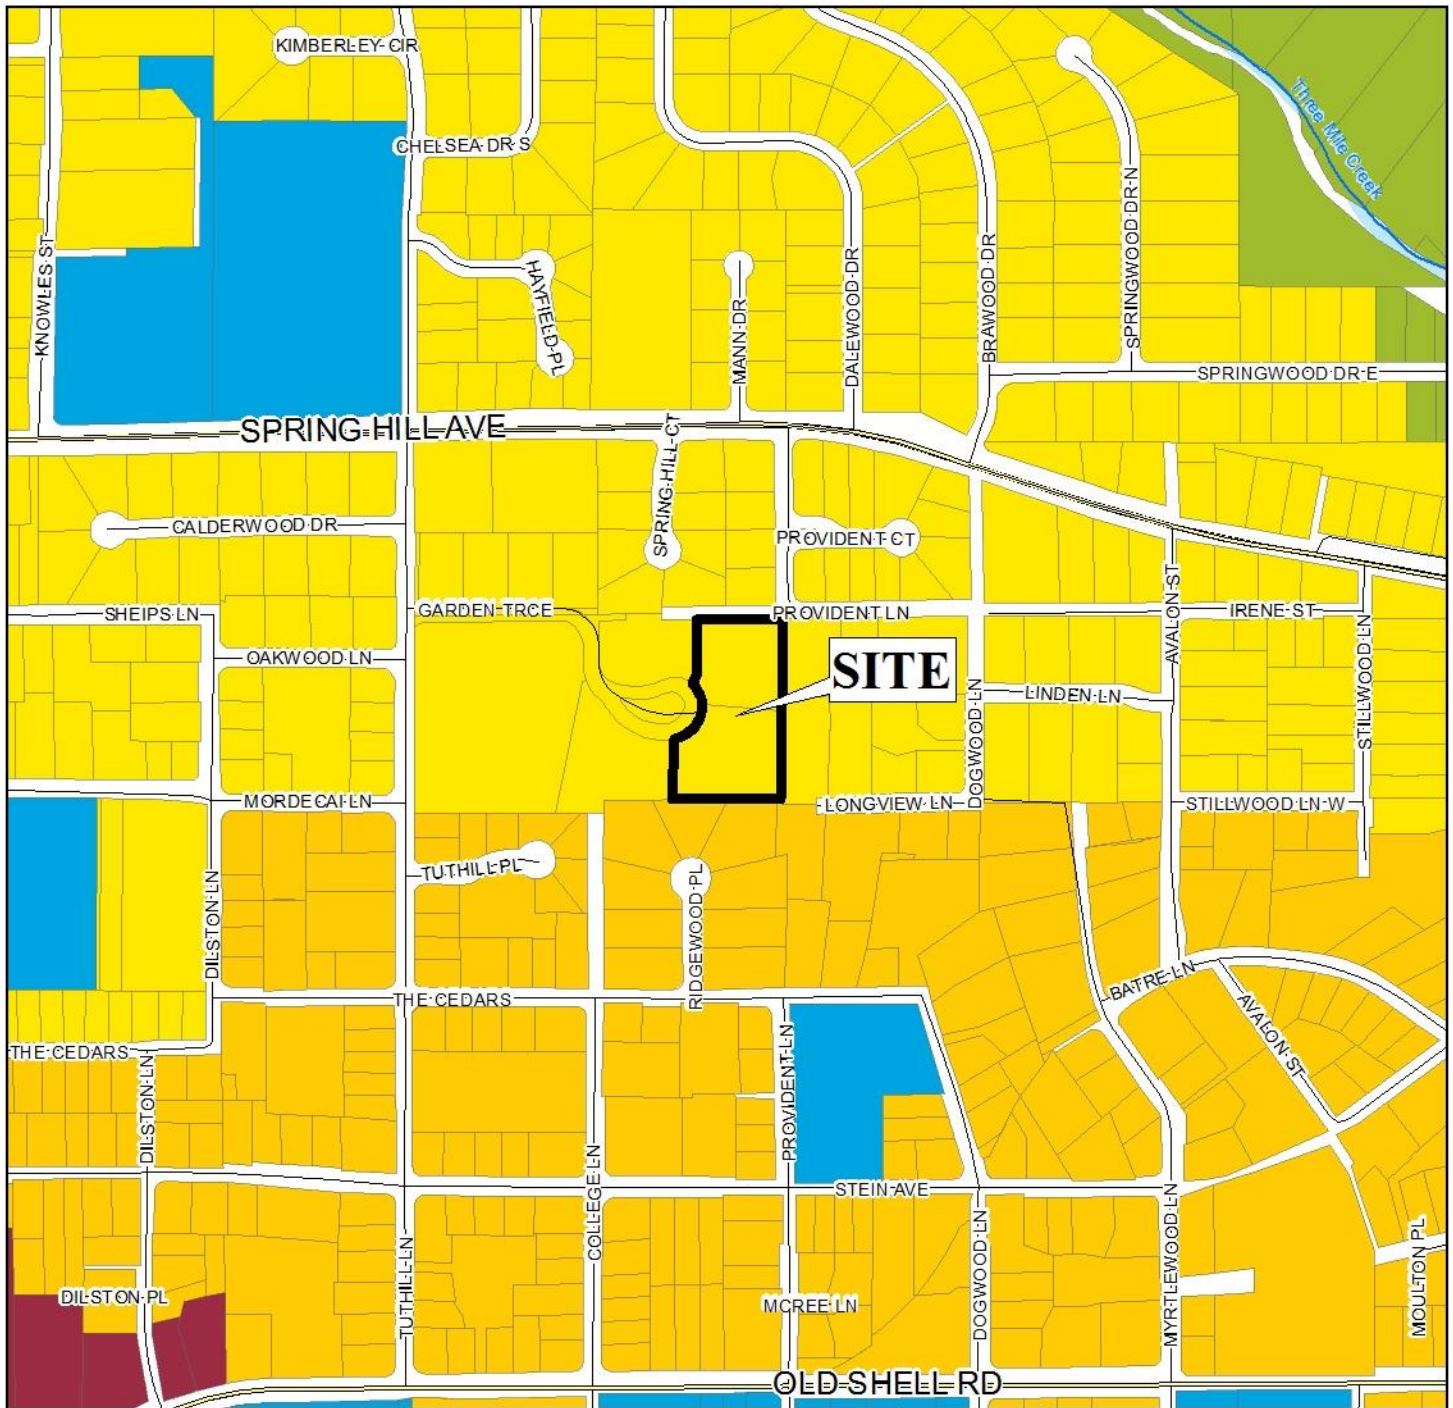 KIMBERLEY CIR
CHELSEA DR S
Three Mile Creek
KNOWLES ST
HAYFIELD PL
MANN DR
DALEWOOD DR
BRAWOOD DR
SPRINGWOOD DR N
SPRINGWOOD DR E
SPRING HILL AVE
SPRING HILL CT
CALDERWOOD DR
PROVIDENT CT
SHEIPS LN
GARDEN TRCE
PROVIDENT LN
AVALON ST
IRENE ST
OAKWOOD LN
SITE
DOGWOOD LN
LINDEN LN
STILLWOOD LN
MORDECAI LN
LONGVIEW LN
STILLWOOD LN W
TUTHILL PL
DILSTON LN
RIDGEWOOD PL
THE CEDARS
BATRE LN
AVALON ST
THE CEDARS
DILSTON LN
PROVIDENT LN
COLLEGE LN
STEIN AVE
TUTHILL LN
DOGWOOD LN
MYRTLEWOOD LN
MOULTON PL
DILSTON PL
MCREE LN
OLD SHELL RD